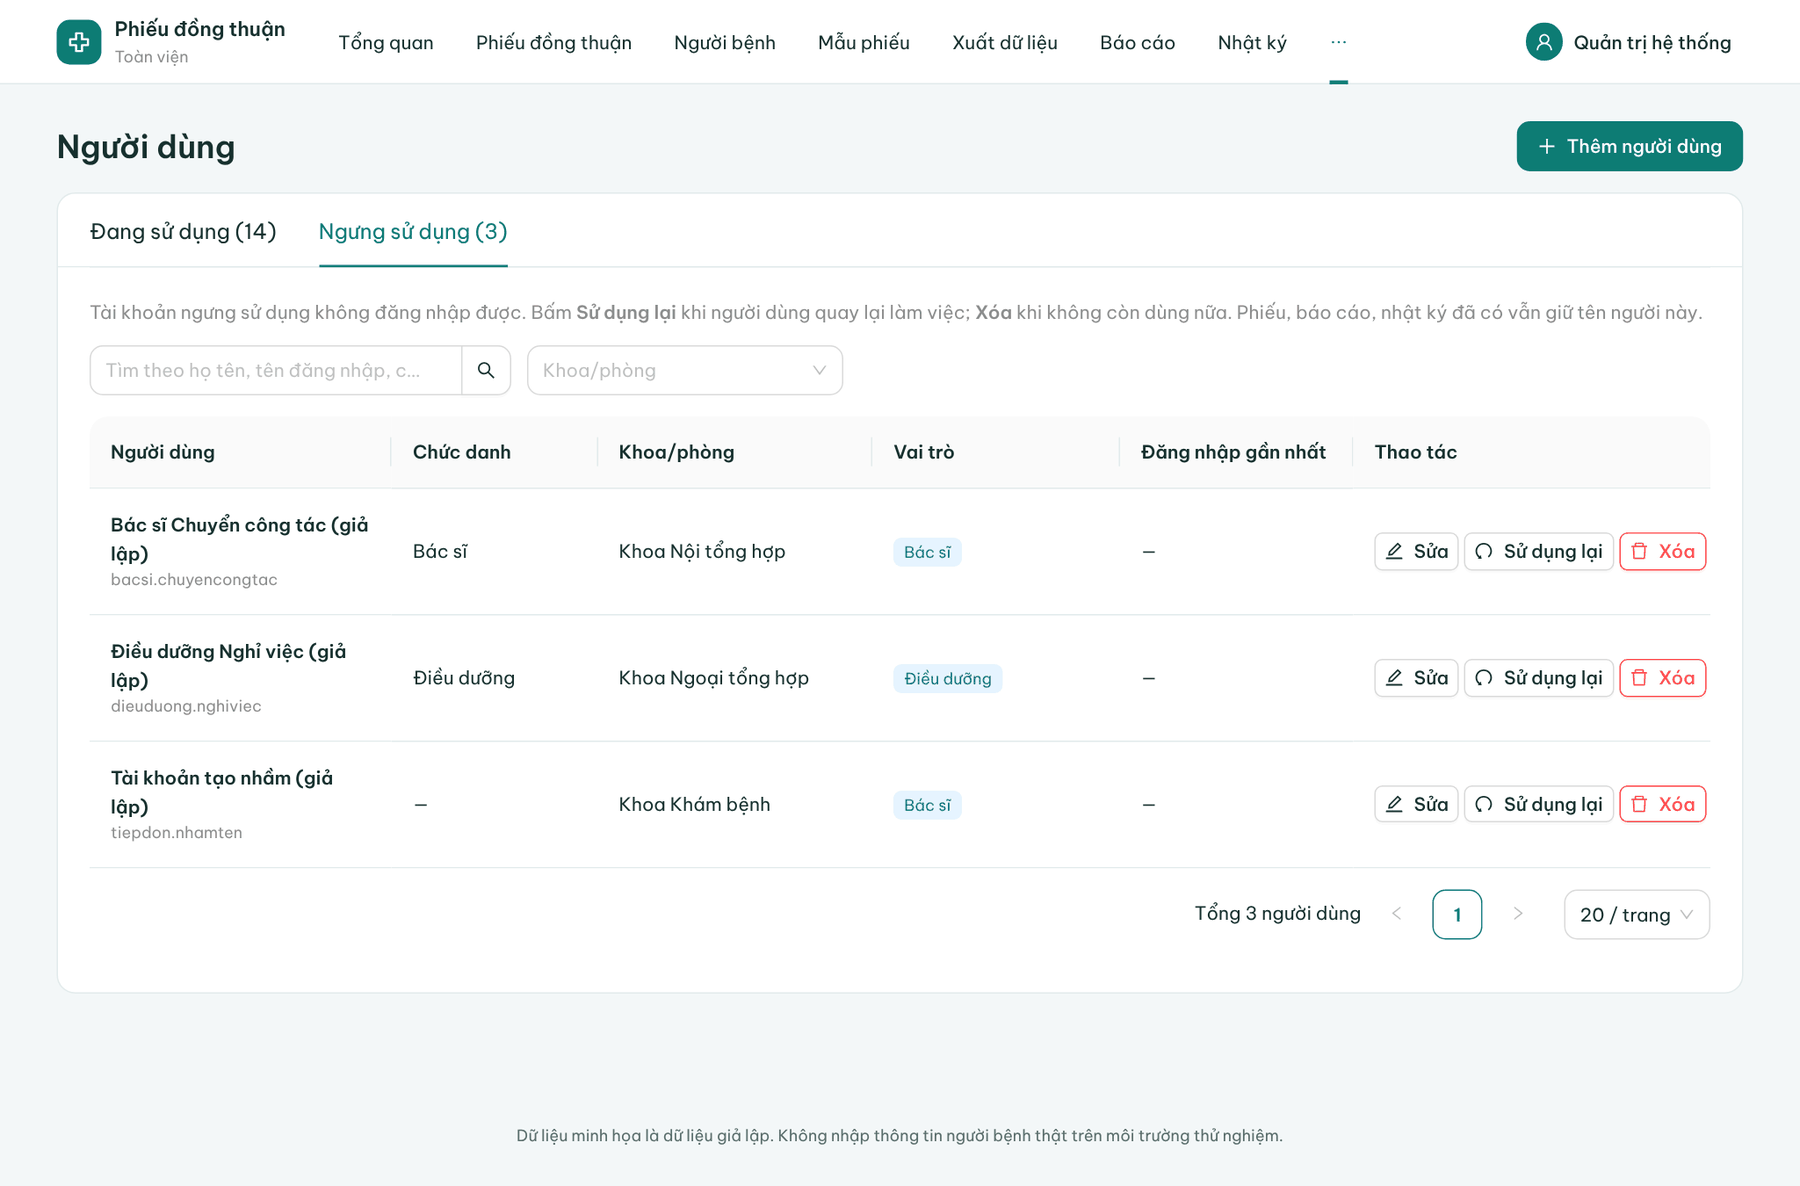 Phiếu đồng thuận
Toàn viện
Tổng quan
Phiếu đồng thuận
Người bệnh
Mẫu phiếu
Xuất dữ liệu
Báo cáo
Nhật ký
···
Quản trị hệ thống
Người dùng
Thêm người dùng
Đang sử dụng (14)
Ngưng sử dụng (3)
Tài khoản ngưng sử dụng không đăng nhập được. Bấm Sử dụng lại khi người dùng quay lại làm việc; Xóa khi không còn dùng nữa. Phiếu, báo cáo, nhật ký đã có vẫn giữ tên người này.
Tìm theo họ tên, tên đăng nhập, c...
Khoa/phòng
Người dùng
Chức danh
Khoa/phòng
Vai trò
Đăng nhập gần nhất
Thao tác
Bác sĩ Chuyển công tác (giả
lập)
bacsi.chuyencongtac
Bác sĩ
Khoa Nội tổng hợp
Bác sĩ
—
Sửa
Sử dụng lại
Xóa
Điều dưỡng Nghỉ việc (giả
lập)
dieuduong.nghiviec
Điều dưỡng
Khoa Ngoại tổng hợp
Điều dưỡng
—
Sửa
Sử dụng lại
Xóa
Tài khoản tạo nhầm (giả
lập)
tiepdon.nhamten
—
Khoa Khám bệnh
Bác sĩ
—
Sửa
Sử dụng lại
Xóa
Tổng 3 người dùng
1
20 / trang
Dữ liệu minh họa là dữ liệu giả lập. Không nhập thông tin người bệnh thật trên môi trường thử nghiệm.